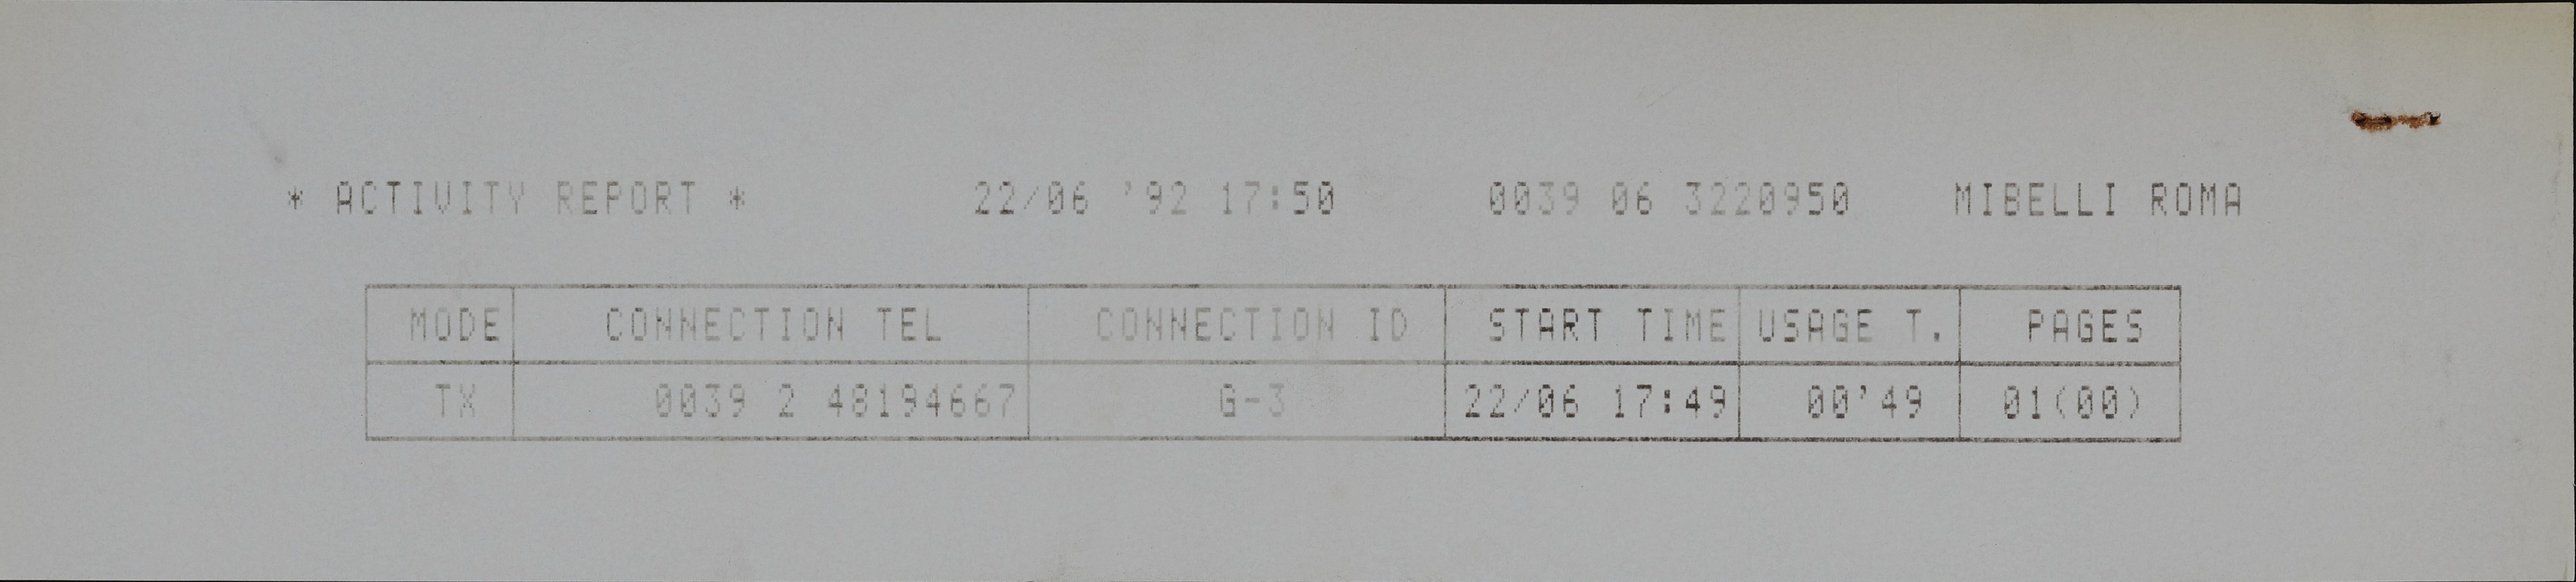 * ACTIVITY REPORT * 22/06 '92 17:50 0039 06 3220950 MIBELLI ROMA
MODE CONNECTION TEL CONNECTION ID START TIME USAGE T. PAGES
TX 0039 2 48194667 G-3 22/06 17:49 00'49 01(00)